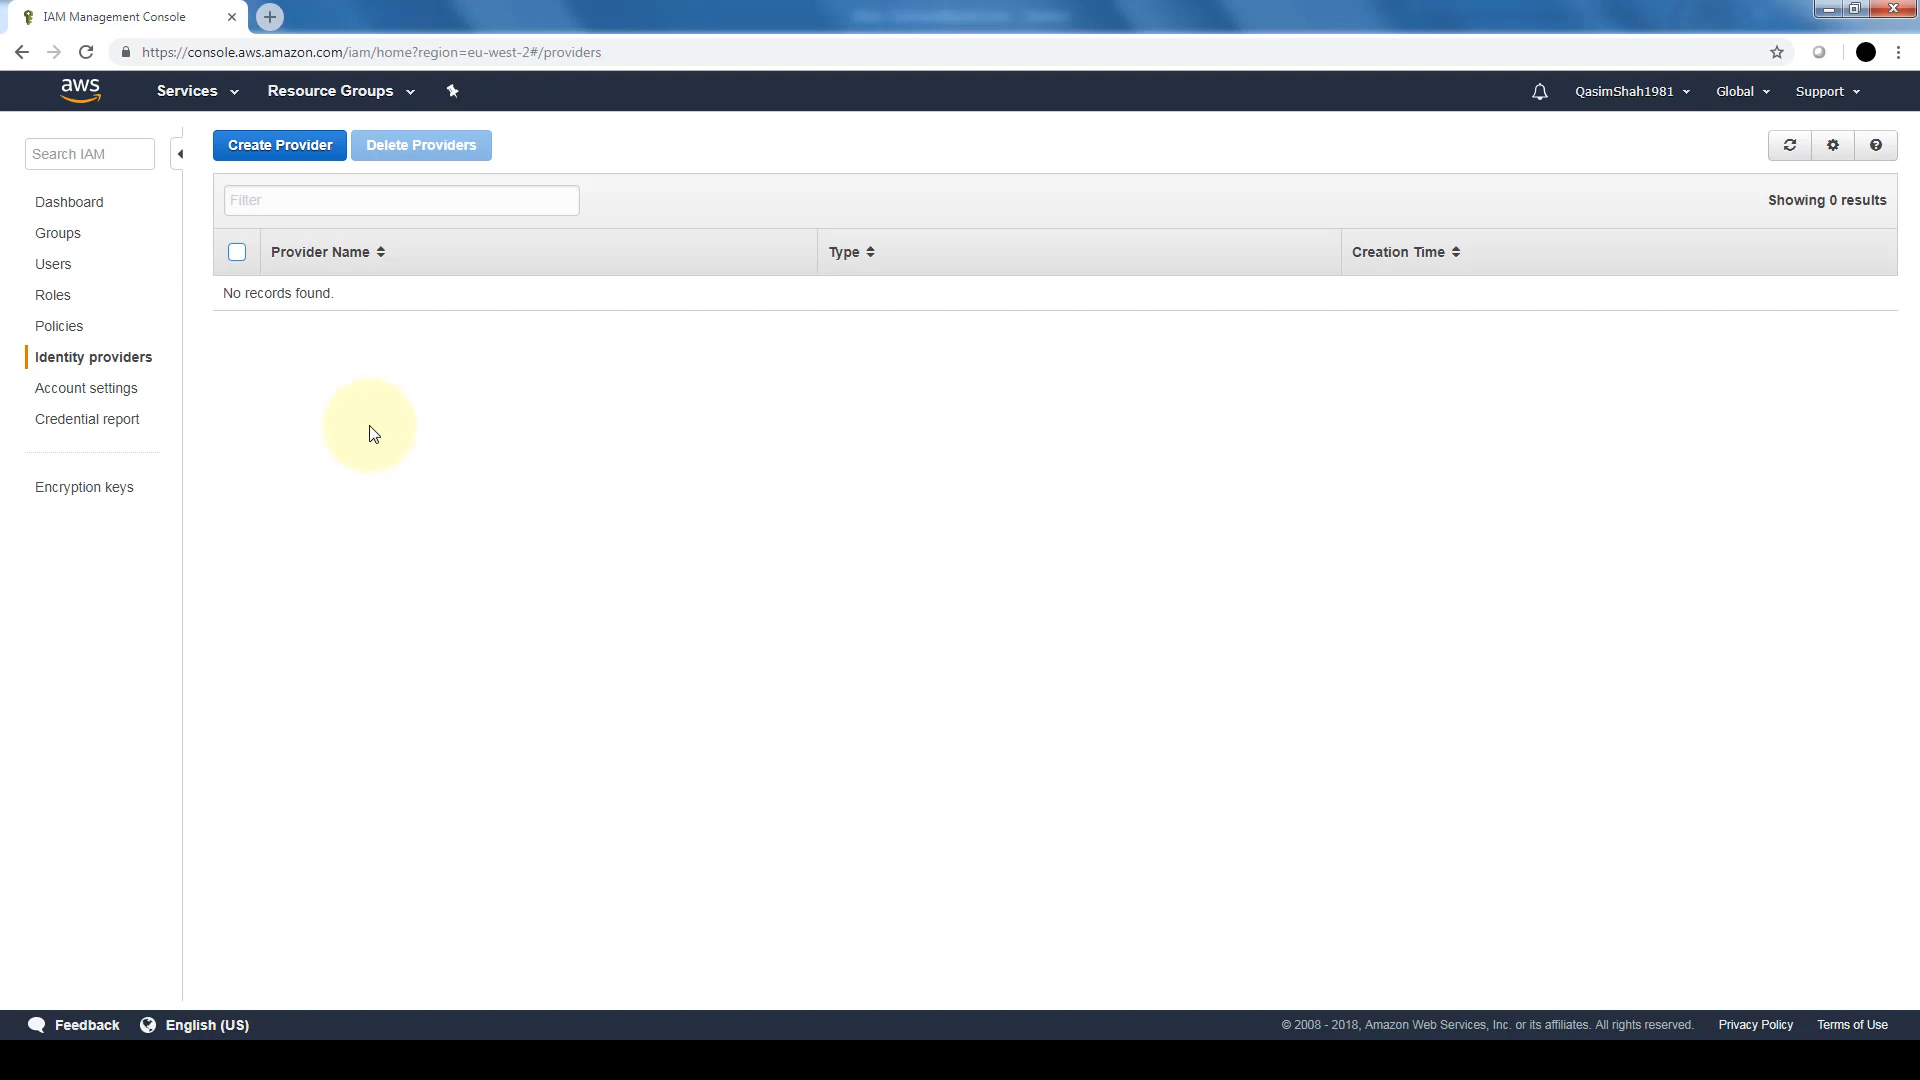 IAM Management Console
https://console.aws.amazon.com/iam/home?region=eu-west-2#/providers
aws
Services
Resource Groups
QasimShah1981
Global
Support
Search IAM
Create Provider
Delete Providers
Filter
Showing 0 results
Provider Name
Type
Creation Time
No records found.
Dashboard
Groups
Users
Roles
Policies
Identity providers
Account settings
Credential report
Encryption keys
Feedback
English (US)
© 2008 - 2018, Amazon Web Services, Inc. or its affiliates. All rights reserved.
Privacy Policy
Terms of Use